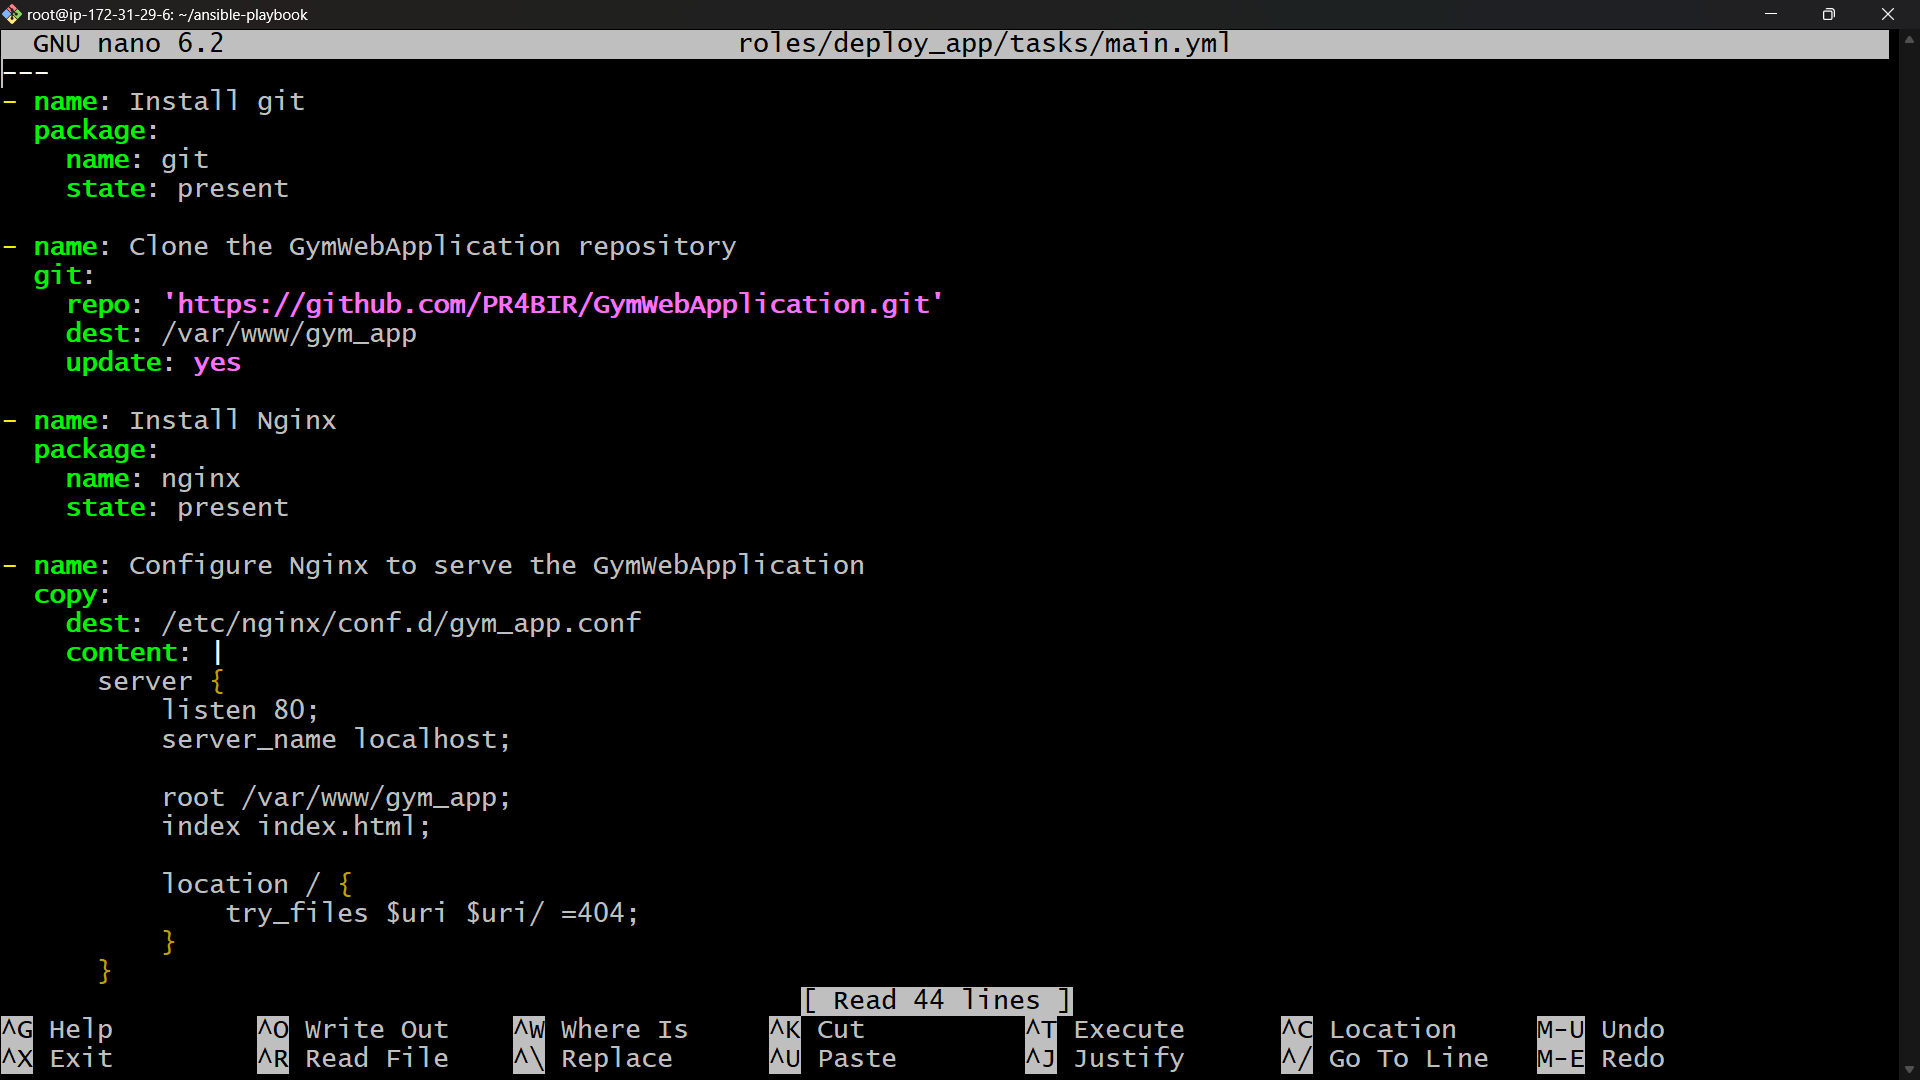 root@ip-172-31-29-6: ~/ansible-playbook
GNU nano 6.2 roles/deploy_app/tasks/main.yml
---
- name: Install git
  package:
    name: git
    state: present

- name: Clone the GymWebApplication repository
  git:
    repo: 'https://github.com/PR4BIR/GymWebApplication.git'
    dest: /var/www/gym_app
    update: yes

- name: Install Nginx
  package:
    name: nginx
    state: present

- name: Configure Nginx to serve the GymWebApplication
  copy:
    dest: /etc/nginx/conf.d/gym_app.conf
    content: |
      server {
          listen 80;
          server_name localhost;

          root /var/www/gym_app;
          index index.html;

          location / {
              try_files $uri $uri/ =404;
          }
      }
[ Read 44 lines ]
^G Help ^O Write Out ^W Where Is ^K Cut ^T Execute ^C Location M-U Undo
^X Exit ^R Read File ^\ Replace ^U Paste ^J Justify ^/ Go To Line M-E Redo